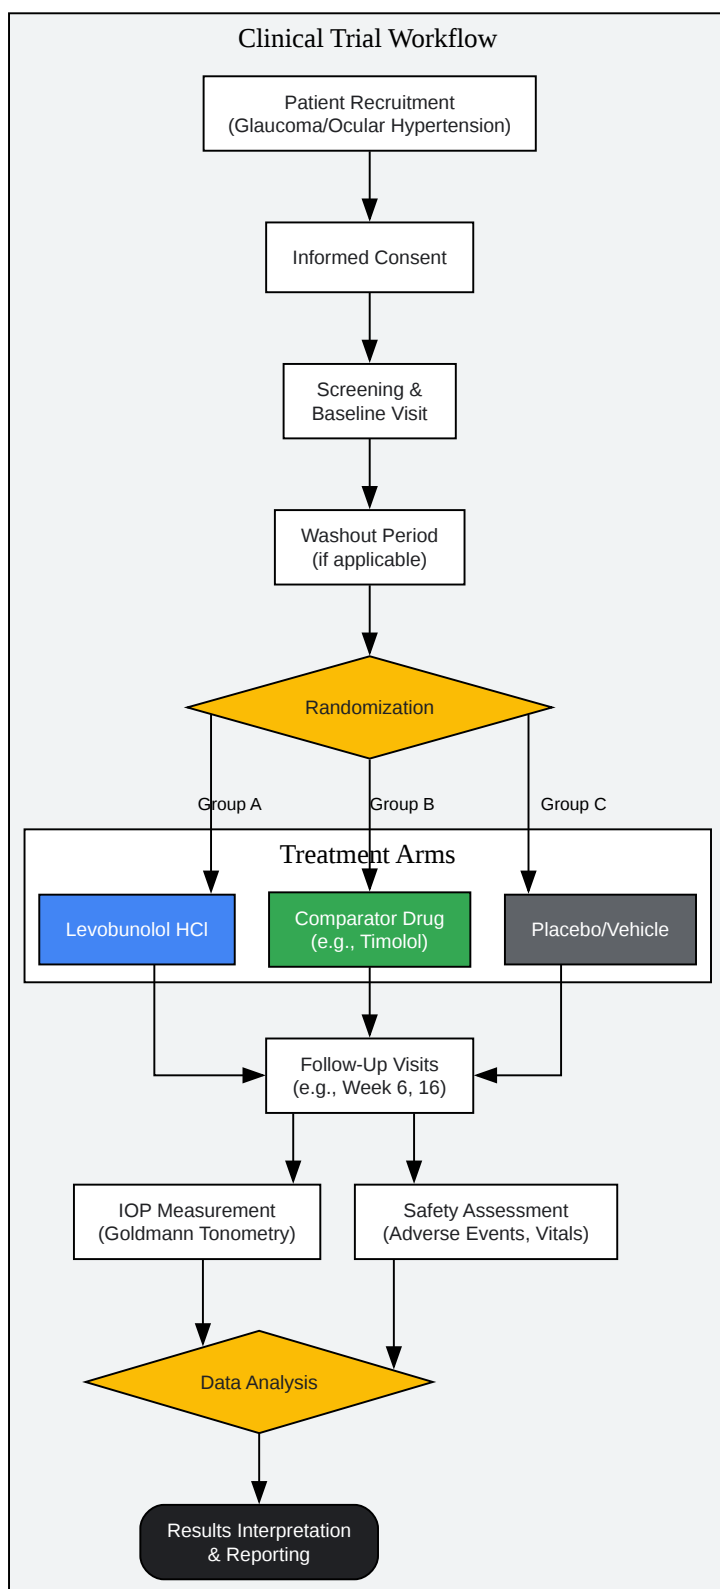 Clinical Trial Workflow
Patient Recruitment
(Glaucoma/Ocular Hypertension)
Informed Consent
Screening &
Baseline Visit
Washout Period
(if applicable)
Randomization
Group A
Group B
Group C
Treatment Arms
Levobunolol HCl
Comparator Drug
(e.g., Timolol)
Placebo/Vehicle
Follow-Up Visits
(e.g., Week 6, 16)
IOP Measurement
(Goldmann Tonometry)
Safety Assessment
(Adverse Events, Vitals)
Data Analysis
Results Interpretation
& Reporting